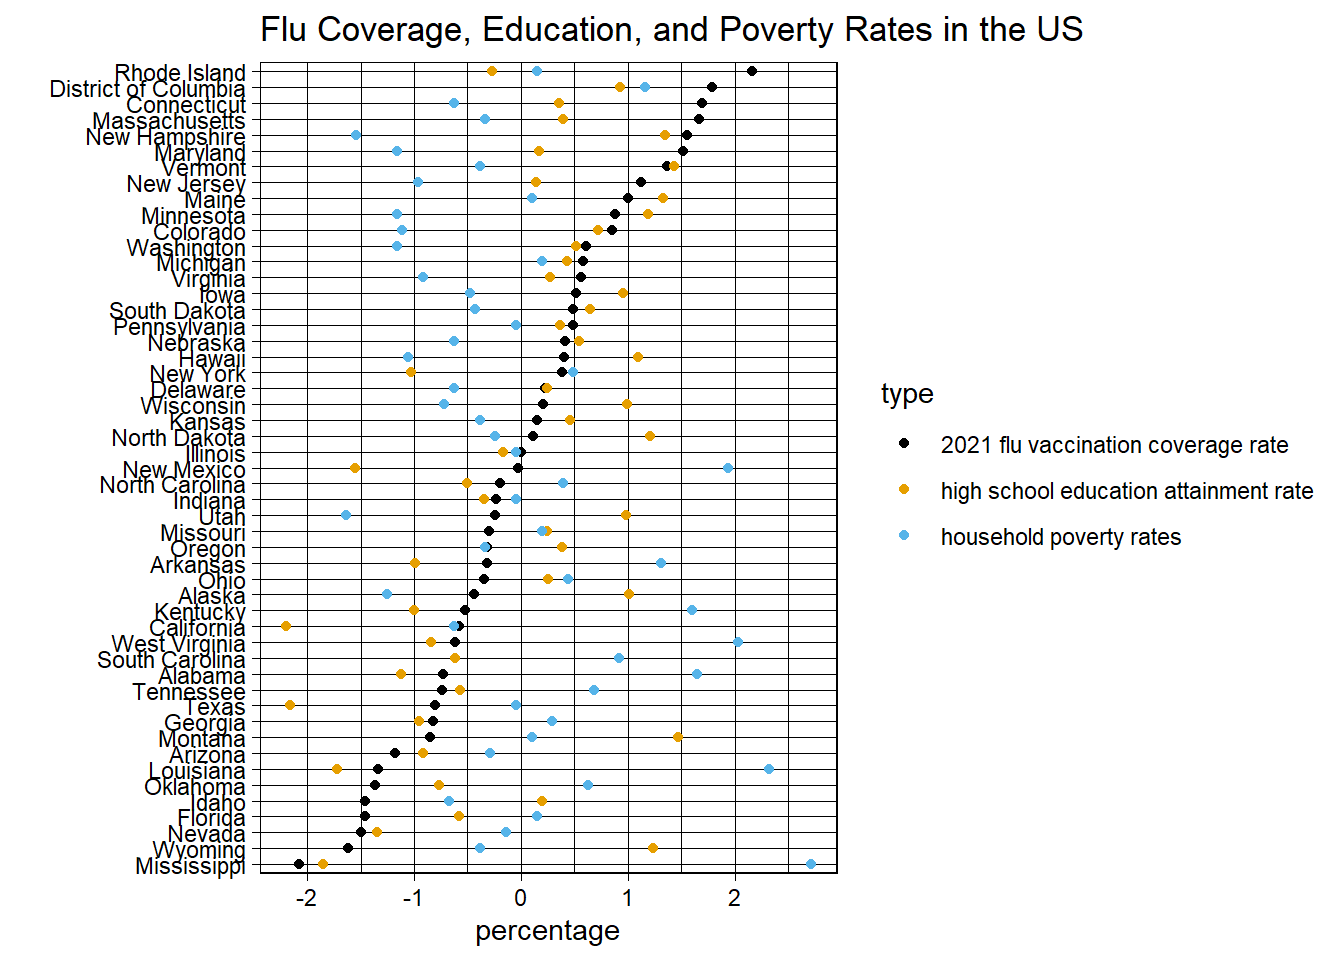 Flu Coverage, Education, and Poverty Rates in the US
Rhode Island
District of Columbia
Connecticut
Massachusetts
New Hampshire
Maryland
Vermont
New Jersey
Maine
Minnesota
Colorado
Washington
Michigan
Virginia
Iowa
South Dakota
Pennsylvania
Nebraska
Hawaii
New York
Delaware
Wisconsin
Kansas
North Dakota
Illinois
New Mexico
North Carolina
Indiana
Utah
Missouri
Oregon
Arkansas
Ohio
Alaska
Kentucky
California
West Virginia
South Carolina
Alabama
Tennessee
Texas
Georgia
Montana
Arizona
Louisiana
Oklahoma
Idaho
Florida
Nevada
Wyoming
Mississippi
-2 -1 0 1 2
percentage
type
2021 flu vaccination coverage rate
high school education attainment rate
household poverty rates